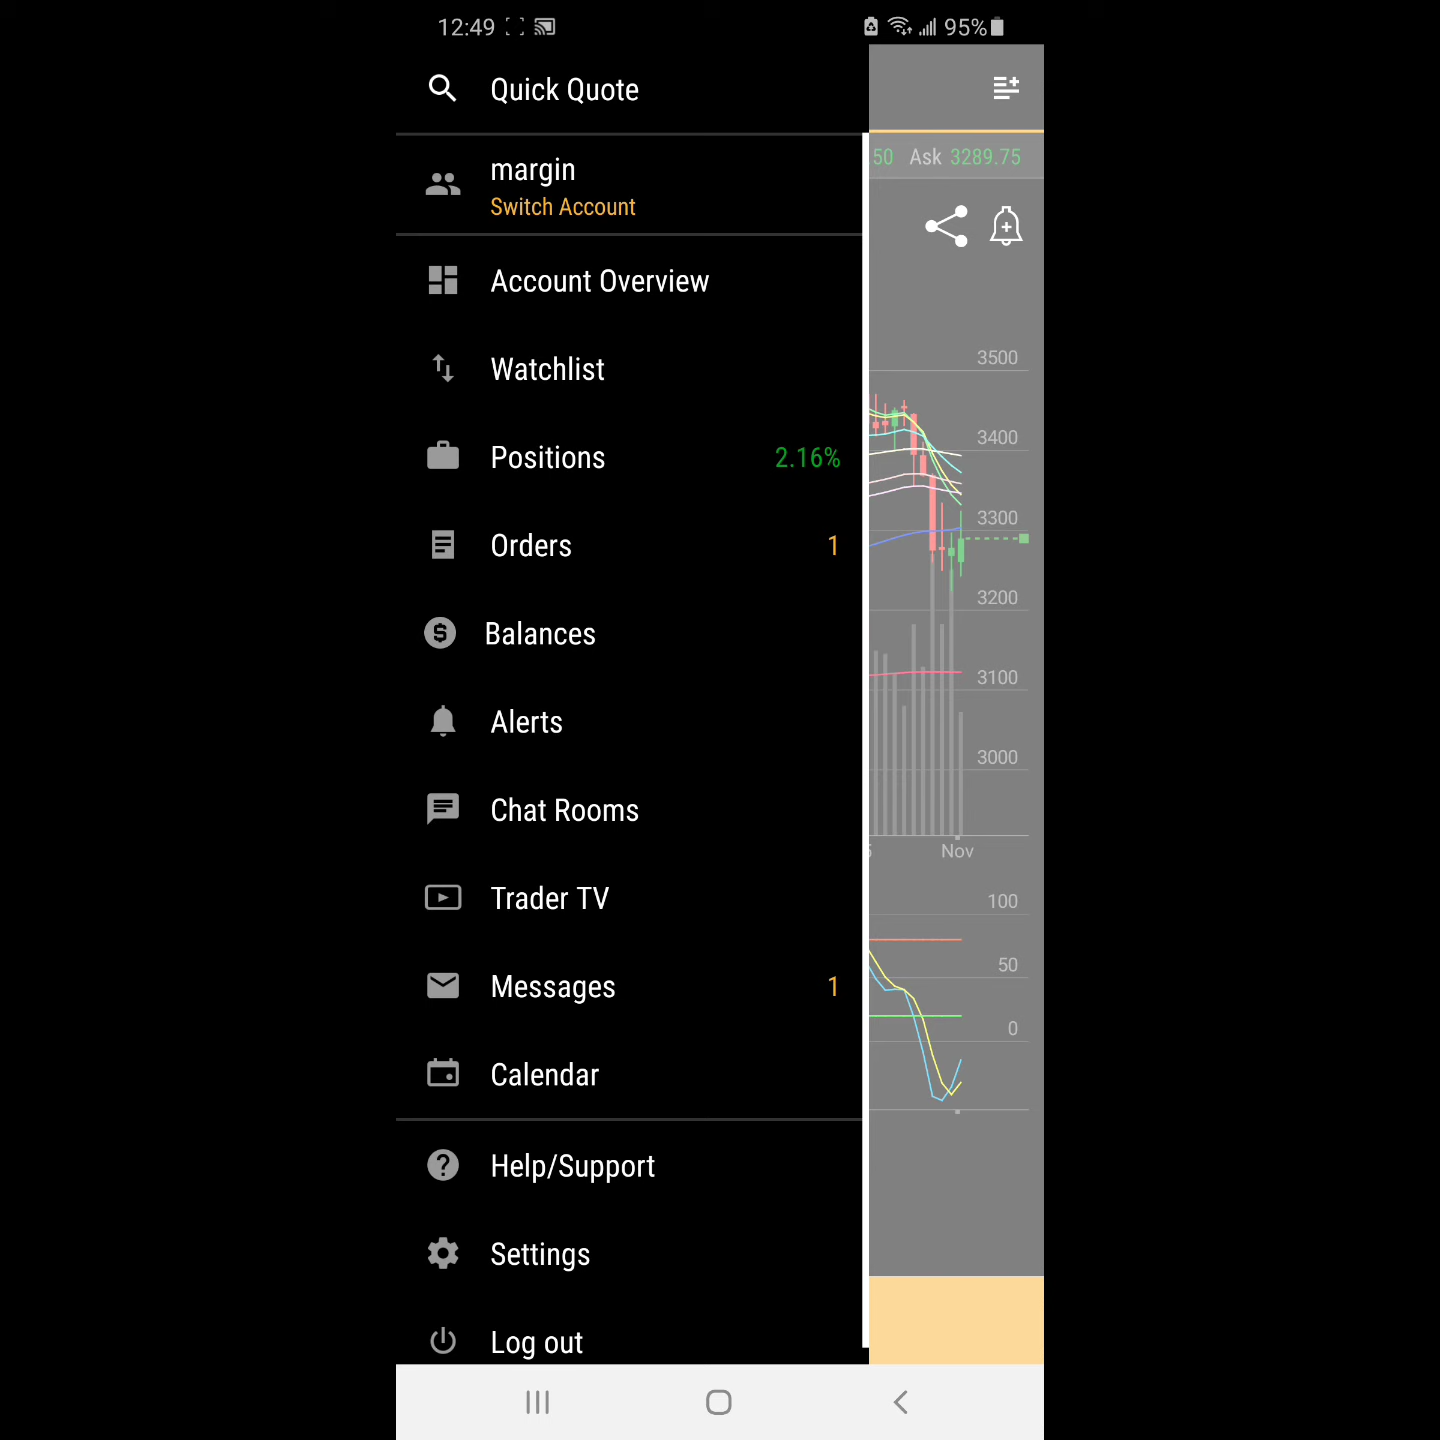 12:49
95%
Quick Quote
margin
Switch Account
50 Ask 3289.75
Account Overview
Watchlist
Positions 2.16%
Orders 1
Balances
Alerts
Chat Rooms
Trader TV
Messages 1
Calendar
Help/Support
Settings
Log out
3500
3400
3300
3200
3100
3000
Nov
100
50
0